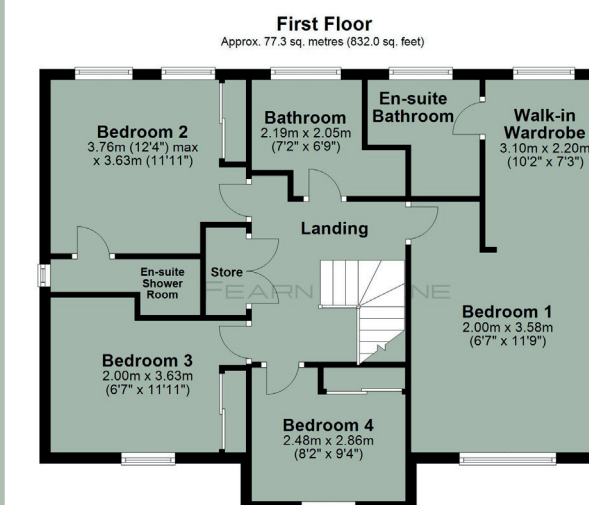 First Floor
Approx. 77.3 sq. metres (832.0 sq. feet)
Bedroom 2
3.76m (12'4") max
x 3.63m (11'11")
Bathroom
2.19m x 2.05m
(7'2" x 6'9")
En-suite
Bathroom
Walk-in
Wardrobe
3.10m x 2.20m
(10'2" x 7'3")
Landing
En-suite
Shower
Room
Store
Bedroom 1
2.00m x 3.58m
(6'7" x 11'9")
Bedroom 3
2.00m x 3.63m
(6'7" x 11'11")
Bedroom 4
2.48m x 2.86m
(8'2" x 9'4")